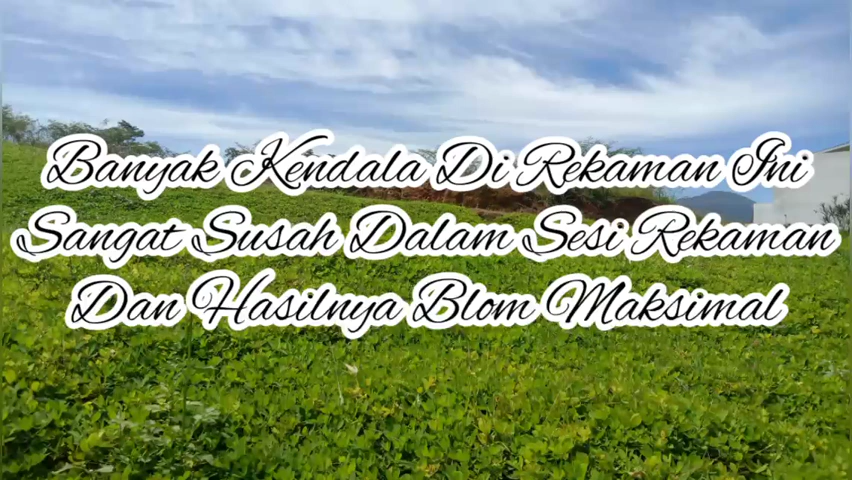 Banyak Kendala Di Rekaman Ini
Sangat Susah Dalam Sesi Rekaman
Dan Hasilnya Blom Maksimal